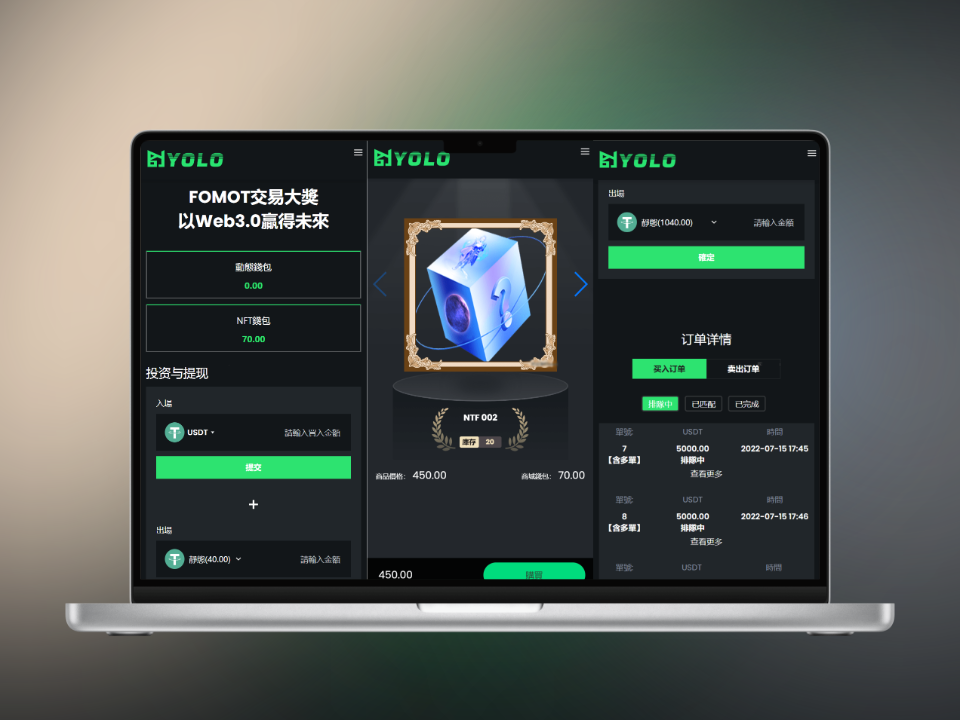 YOLO
FOMOT交易大獎
以Web3.0贏得未來
動態錢包
0.00
NFT錢包
70.00
投资与提现
入場
USDT
請輸入買入金額
提交
+
出場
靜態(40.00)
請輸入金額
YOLO
?
NTF 002
庫存 20
商品價格: 450.00
商城錢包: 70.00
450.00
購買
YOLO
出場
靜態(1040.00)
請輸入金額
確定
订单详情
买入订单
卖出订单
排隊中
已匹配
已完成
單號: USDT 時間
7 5000.00 2022-07-15 17:45
【含多單】 排隊中
查看更多
單號: USDT 時間
8 5000.00 2022-07-15 17:46
【含多單】 排隊中
查看更多
單號: USDT 時間